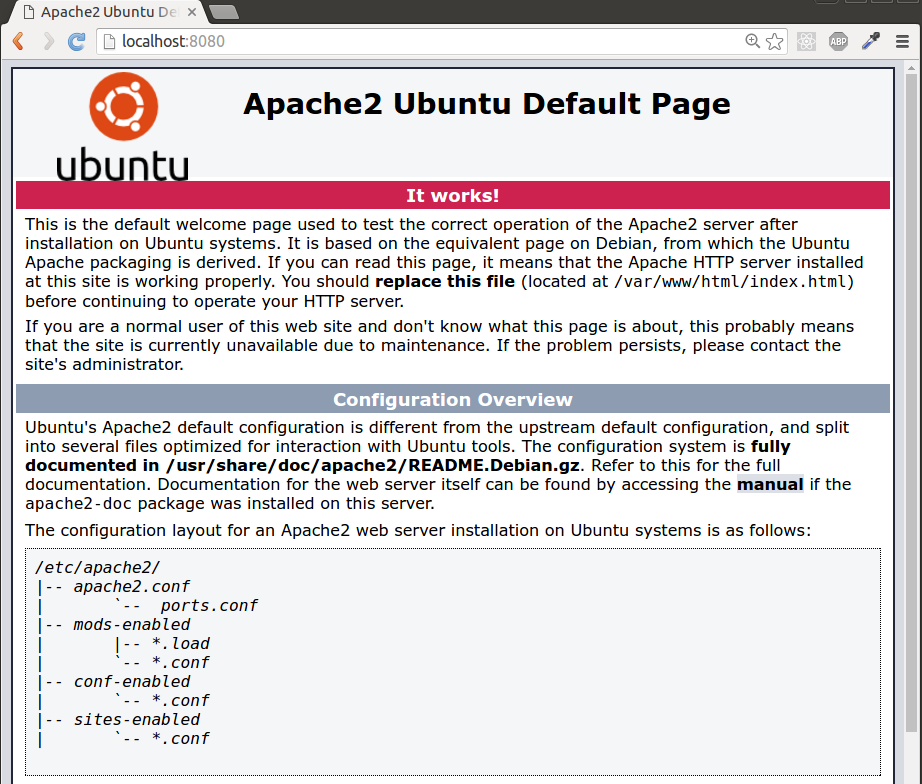 Apache2 Ubuntu De
localhost:8080
ABP
ubuntu
Apache2 Ubuntu Default Page
It works!
This is the default welcome page used to test the correct operation of the Apache2 server after
installation on Ubuntu systems. It is based on the equivalent page on Debian, from which the Ubuntu
Apache packaging is derived. If you can read this page, it means that the Apache HTTP server installed
at this site is working properly. You should replace this file (located at /var/www/html/index.html)
before continuing to operate your HTTP server.
If you are a normal user of this web site and don't know what this page is about, this probably means
that the site is currently unavailable due to maintenance. If the problem persists, please contact the
site's administrator.
Configuration Overview
Ubuntu's Apache2 default configuration is different from the upstream default configuration, and split
into several files optimized for interaction with Ubuntu tools. The configuration system is fully
documented in /usr/share/doc/apache2/README.Debian.gz. Refer to this for the full
documentation. Documentation for the web server itself can be found by accessing the manual if the
apache2-doc package was installed on this server.
The configuration layout for an Apache2 web server installation on Ubuntu systems is as follows:
/etc/apache2/
|-- apache2.conf
|       `--  ports.conf
|-- mods-enabled
|       |-- *.load
|       `-- *.conf
|-- conf-enabled
|       `-- *.conf
|-- sites-enabled
|       `-- *.conf